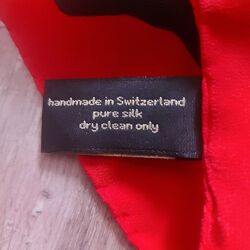 handmade in Switzerland
pure silk
dry clean only